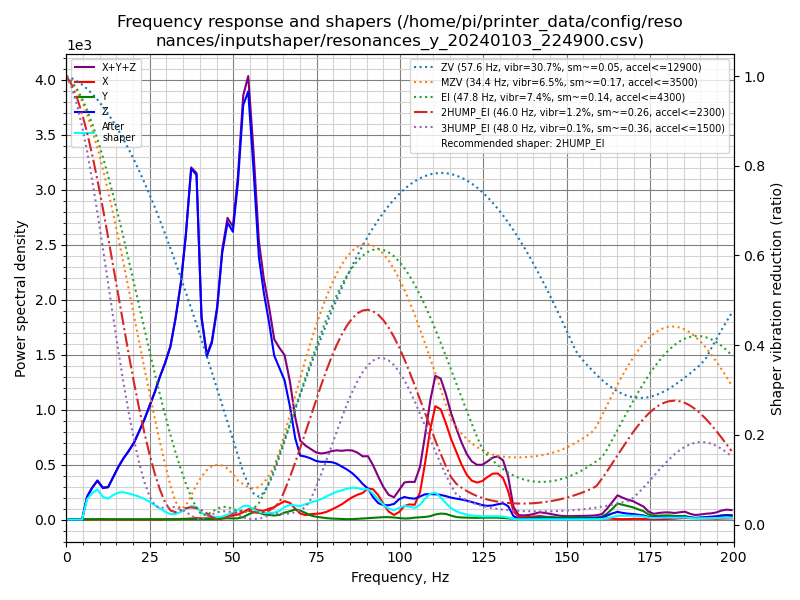 Frequency response and shapers (/home/pi/printer_data/config/reso
nances/inputshaper/resonances_y_20240103_224900.csv)
1e3
X+Y+Z
X
Y
Z
After
shaper
ZV (57.6 Hz, vibr=30.7%, sm~=0.05, accel<=12900)
MZV (34.4 Hz, vibr=6.5%, sm~=0.17, accel<=3500)
EI (47.8 Hz, vibr=7.4%, sm~=0.14, accel<=4300)
2HUMP_EI (46.0 Hz, vibr=1.2%, sm~=0.26, accel<=2300)
3HUMP_EI (48.0 Hz, vibr=0.1%, sm~=0.36, accel<=1500)
Recommended shaper: 2HUMP_EI
Power spectral density
4.0
3.5
3.0
2.5
2.0
1.5
1.0
0.5
0.0
1.0
0.8
0.6
0.4
0.2
0.0
Shaper vibration reduction (ratio)
0 25 50 75 100 125 150 175 200
Frequency, Hz